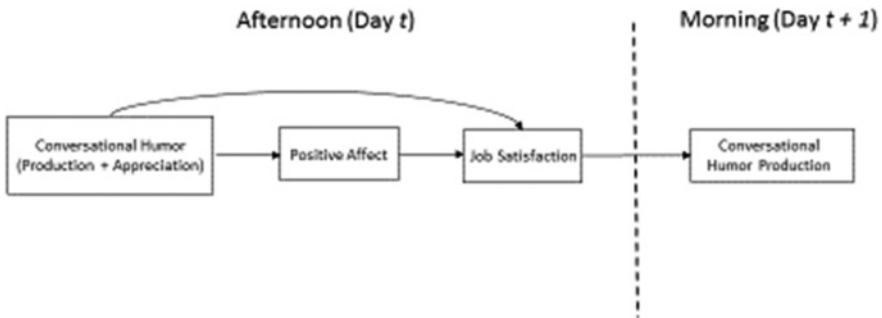 Afternoon (Day t)
Morning (Day t + 1)
Conversational Humor
(Production + Appreciation)
Positive Affect
Job Satisfaction
Conversational
Humor Production